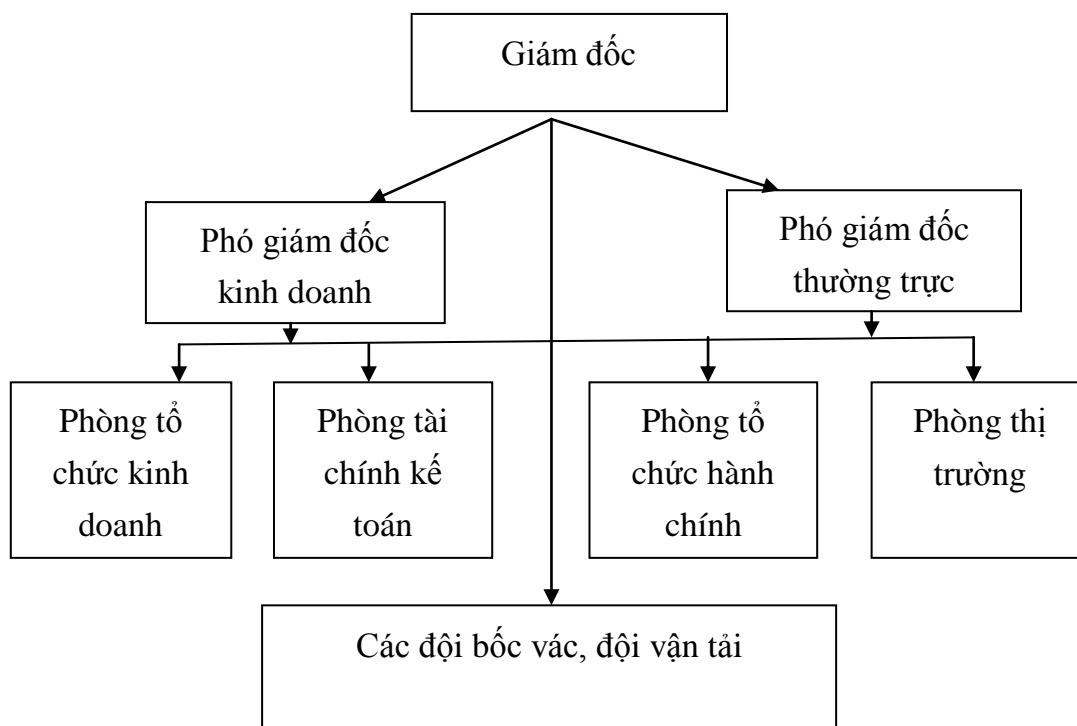 Giám đốc
Phó giám đốc
kinh doanh
Phó giám đốc
thường trực
Phòng tổ
chức kinh
doanh
Phòng tài
chính kế
toán
Phòng tổ
chức hành
chính
Phòng thị
trường
Các đội bốc vác, đội vận tải